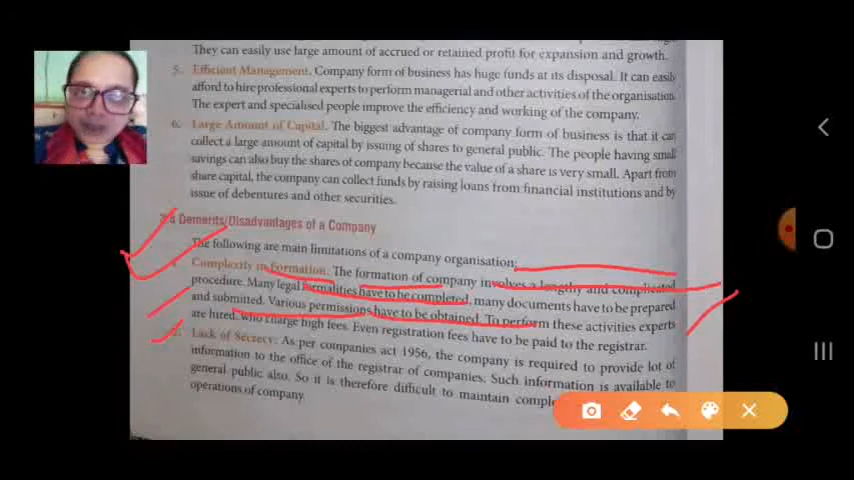 They can easily use large amount of accrued or retained profit for expansion and growth.
5. Efficient Management. Company form of business has huge funds at its disposal. It can easily
afford to hire professional experts to perform managerial and other activities of the organisation.
The expert and specialised people improve the efficiency and working of the company.
6. Large Amount of Capital. The biggest advantage of company form of business is that it can
collect a large amount of capital by issuing of shares to general public. The people having small
savings can also buy the shares of company because the value of a share is very small. Apart from
share capital, the company can collect funds by raising loans from financial institutions and by
issue of debentures and other securities.
Demerits/Disadvantages of a Company
The following are main limitations of a company organisation:
Complexity in Formation. The formation of company involves a lengthy and complicated
procedure. Many legal formalities have to be completed, many documents have to be prepared
and submitted. Various permissions have to be obtained. To perform these activities experts
are hired. who charge high fees. Even registration fees have to be paid to the registrar.
2. Lack of Secrecy. As per companies act 1956, the company is required to provide lot of
information to the office of the registrar of companies. Such information is available to
general public also. So it is therefore difficult to maintain
operations of company.